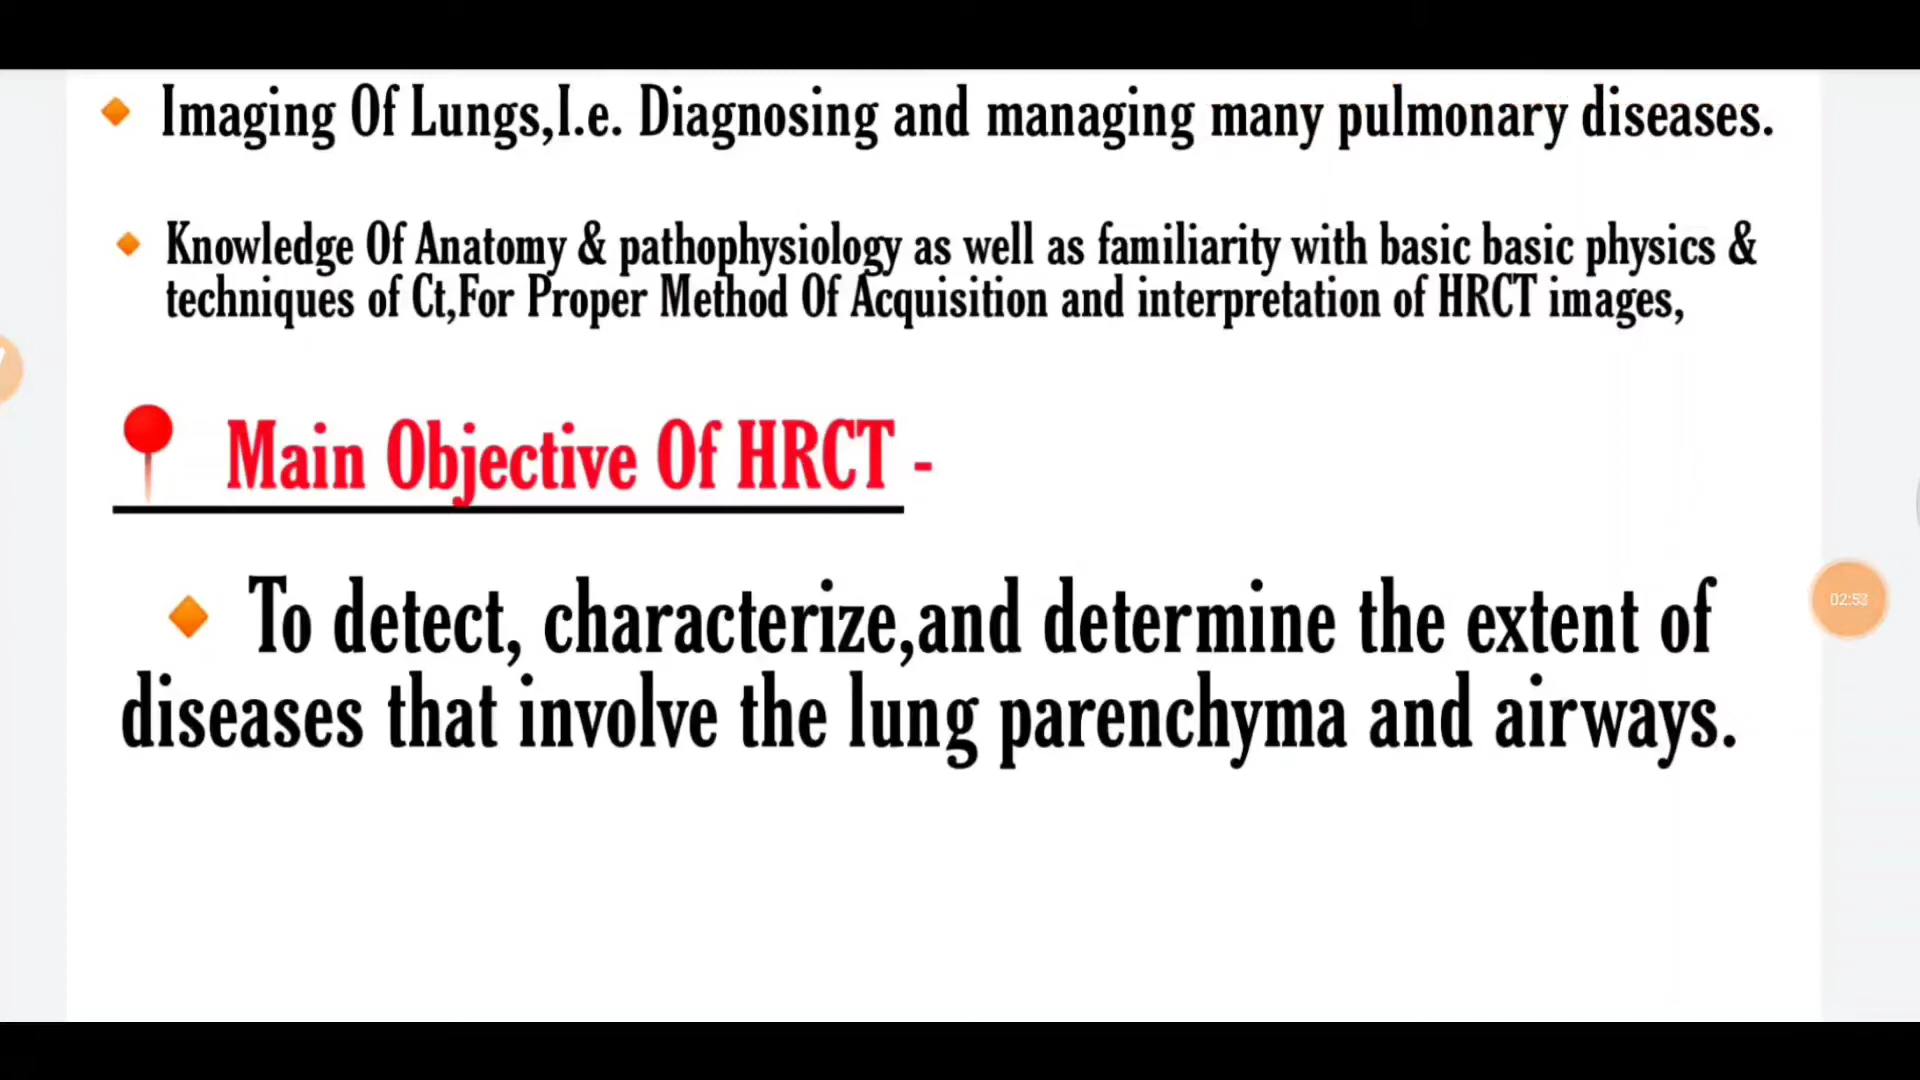 Imaging Of Lungs,I.e. Diagnosing and managing many pulmonary diseases.
Knowledge Of Anatomy & pathophysiology as well as familiarity with basic basic physics &
techniques of Ct,For Proper Method Of Acquisition and interpretation of HRCT images,
Main Objective Of HRCT -
To detect, characterize,and determine the extent of
diseases that involve the lung parenchyma and airways.
02:53